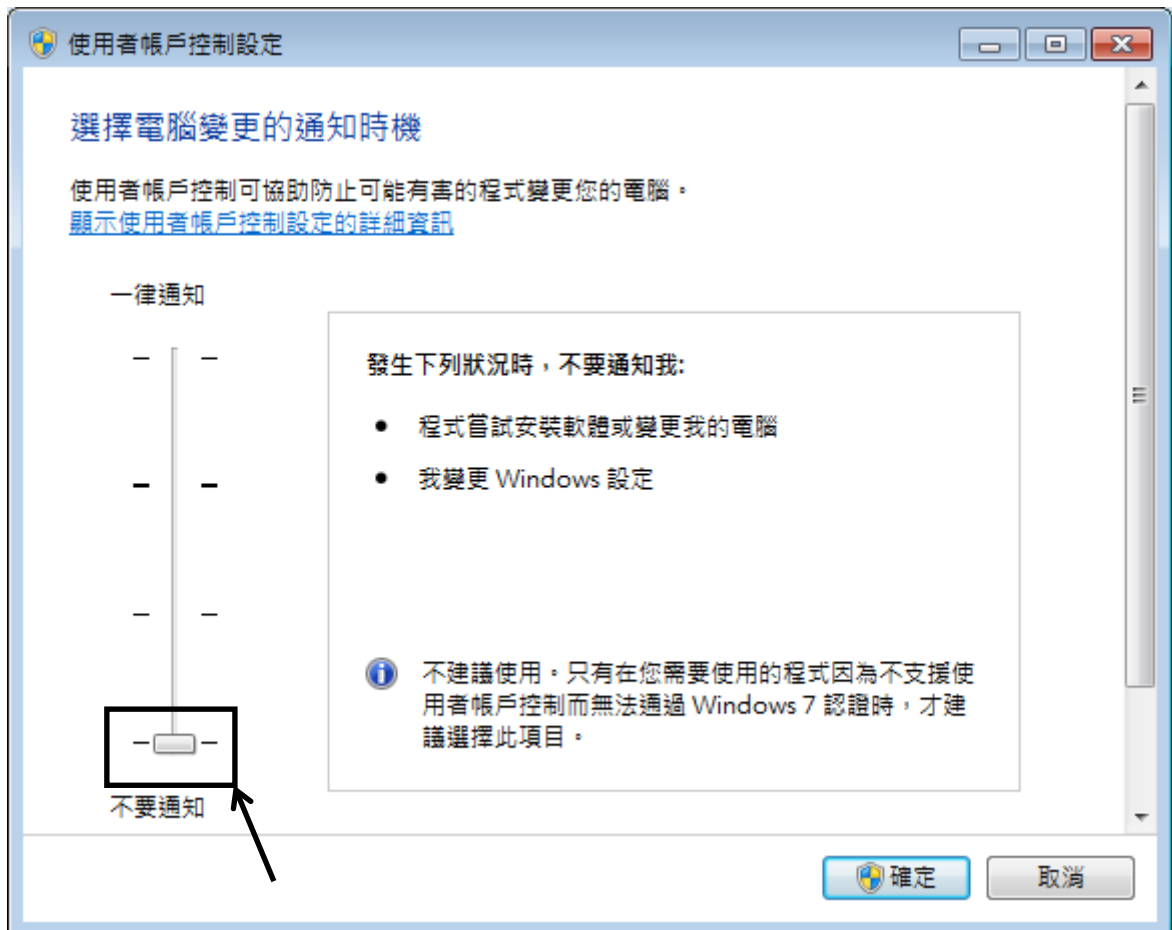 使用者帳戶控制設定
選擇電腦變更的通知時機
使用者帳戶控制可協助防止可能有害的程式變更您的電腦。
顯示使用者帳戶控制設定的詳細資訊
一律通知
發生下列狀況時，不要通知我:
程式嘗試安裝軟體或變更我的電腦
我變更 Windows 設定
不建議使用。只有在您需要使用的程式因為不支援使
用者帳戶控制而無法通過 Windows 7 認證時，才建
議選擇此項目。
不要通知
確定
取消